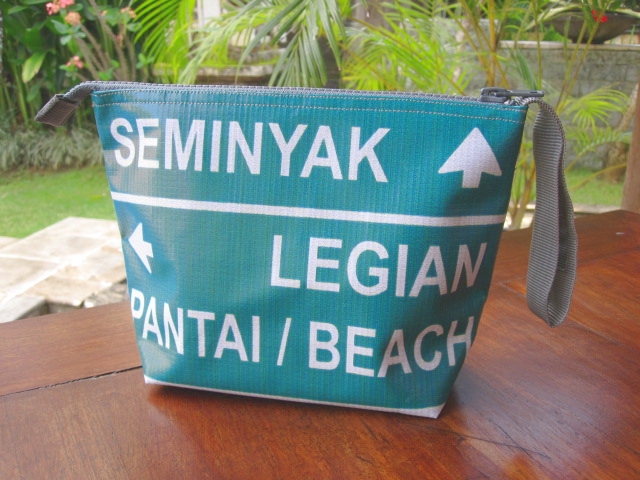 SEMINYAK
LEGIAN
PANTAI / BEACH